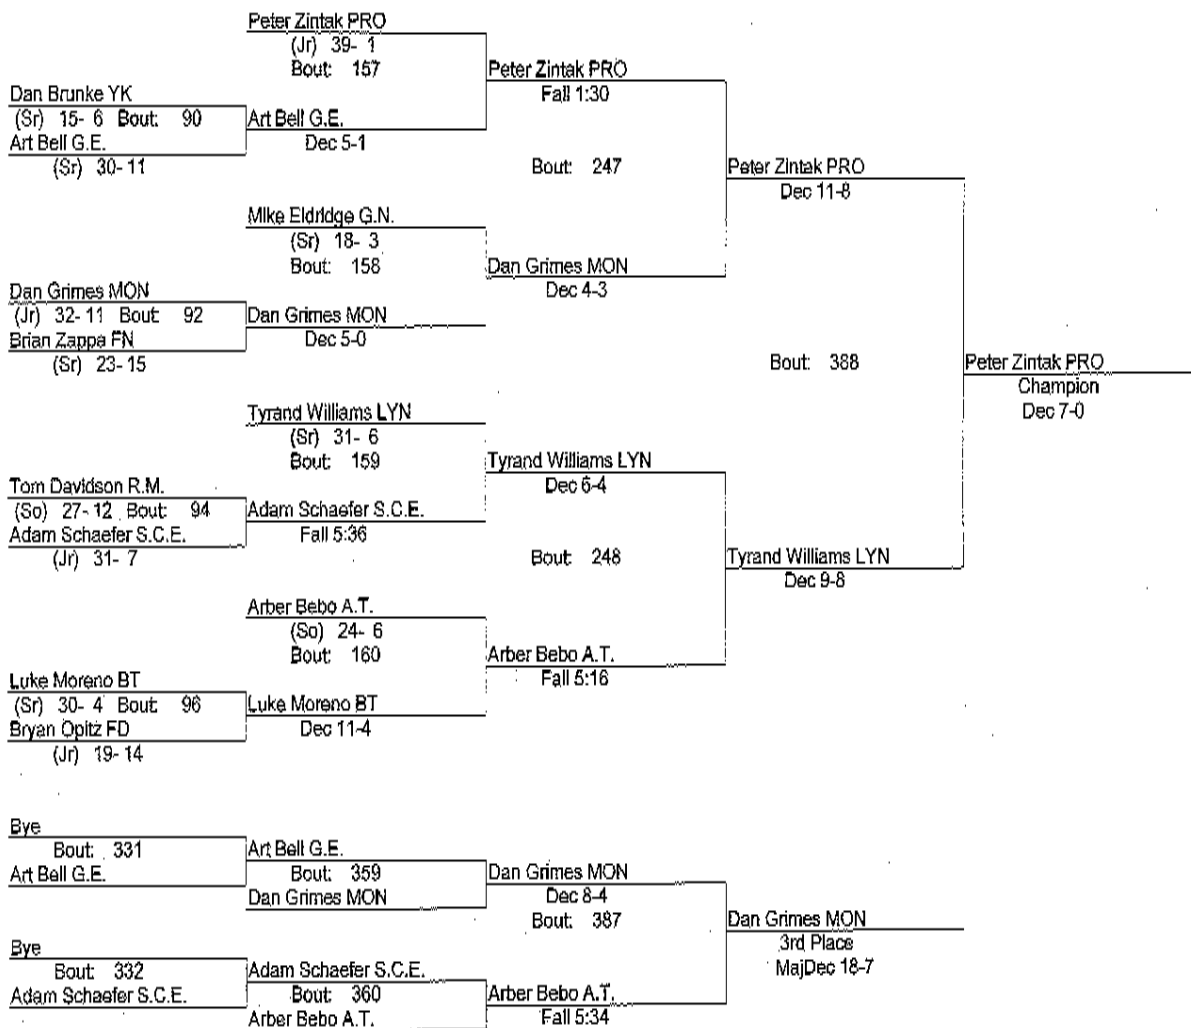 Peter Zintak PRO
(Jr) 39- 1
Bout: 157
Peter Zintak PRO
Fall 1:30
Dan Brunke YK
(Sr) 15- 6 Bout: 90
Art Bell G.E.
Dec 5-1
Art Bell G.E.
(Sr) 30- 11
Bout: 247
Peter Zintak PRO
Dec 11-8
Mike Eldridge G.N.
(Sr) 18- 3
Bout: 158
Dan Grimes MON
Dec 4-3
Dan Grimes MON
(Jr) 32- 11 Bout: 92
Dan Grimes MON
Dec 5-0
Brian Zappa FN
(Sr) 23- 15
Bout: 388
Peter Zintak PRO
Champion
Dec 7-0
Tyrand Williams LYN
(Sr) 31- 6
Bout: 159
Tyrand Williams LYN
Dec 6-4
Tom Davidson R.M.
(So) 27- 12 Bout: 94
Adam Schaefer S.C.E.
Fall 5:36
Adam Schaefer S.C.E.
(Jr) 31- 7
Bout: 248
Tyrand Williams LYN
Dec 9-8
Arber Bebo A.T.
(So) 24- 6
Bout: 160
Arber Bebo A.T.
Fall 5:16
Luke Moreno BT
(Sr) 30- 4 Bout: 96
Luke Moreno BT
Dec 11-4
Bryan Opitz FD
(Jr) 19- 14
Bye
Bout: 331
Art Bell G.E.
Art Bell G.E.
Bout: 359
Dan Grimes MON
Dan Grimes MON
Dec 8-4
Bout: 387
Dan Grimes MON
3rd Place
MajDec 18-7
Bye
Bout: 332
Adam Schaefer S.C.E.
Adam Schaefer S.C.E.
Bout: 360
Arber Bebo A.T.
Arber Bebo A.T.
Fall 5:34